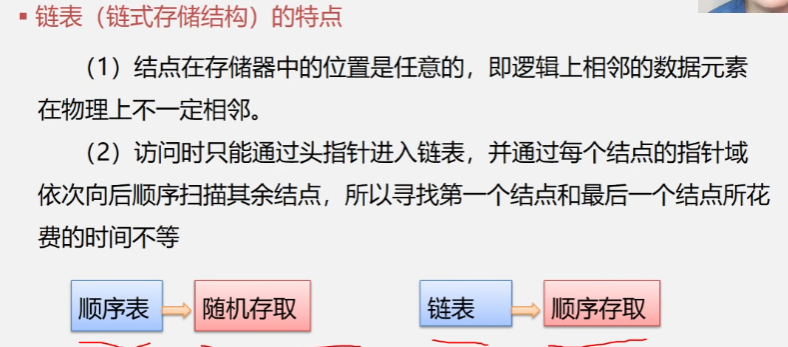 ▪ 链表（链式存储结构）的特点
（1）结点在存储器中的位置是任意的，即逻辑上相邻的数据元素
在物理上不一定相邻。
（2）访问时只能通过头指针进入链表，并通过每个结点的指针域
依次向后顺序扫描其余结点，所以寻找第一个结点和最后一个结点所花
费的时间不等
顺序表 随机存取 链表 顺序存取